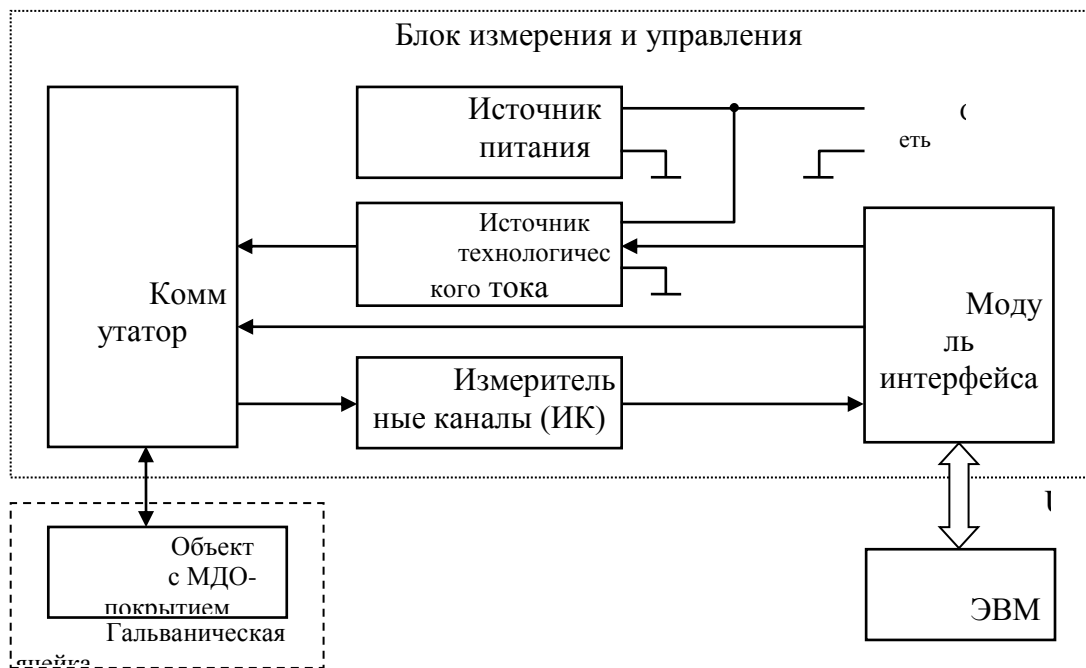 Блок измерения и управления
Источник
питания
еть
Источник
технологичес
кого тока
Комм
утатор
Моду
ль
интерфейса
Измеритель
ные каналы (ИК)
Объект
с МДО-
покрытием
Гальваническая
ячейка
ЭВМ